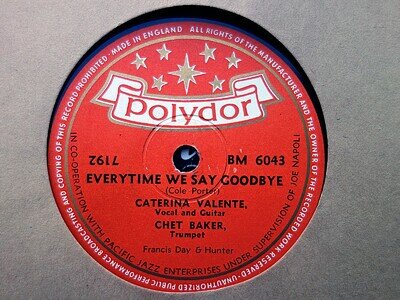 MADE IN ENGLAND. ALL RIGHTS OF THE MANUFACTURER AND THE OWNER OF THE RECORDED WORK RESERVED. UNAUTHORIZED PUBLIC PERFORMANCE BROADCASTING AND COPYING OF THIS RECORD PROHIBITED
polydor
7192
BM 6043
EVERYTIME WE SAY GOODBYE
(Cole Porter)
CATERINA VALENTE,
Vocal and Guitar
CHET BAKER,
Trumpet
Francis Day & Hunter
IN CO-OPERATION WITH PACIFIC JAZZ ENTERPRISES UNDER SUPERVISION OF JOE NAPOLI